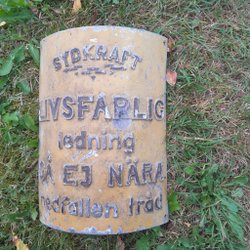 SYDKRAFT
LIVSFARLIG
ledning
GÅ EJ NÄRA
nedfallen tråd